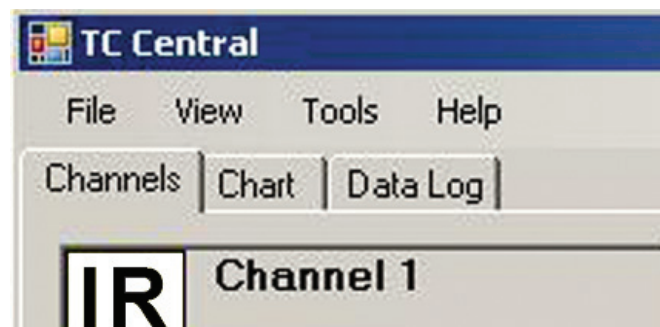 TC Central
File View Tools Help
Channels Chart Data Log
IR Channel 1